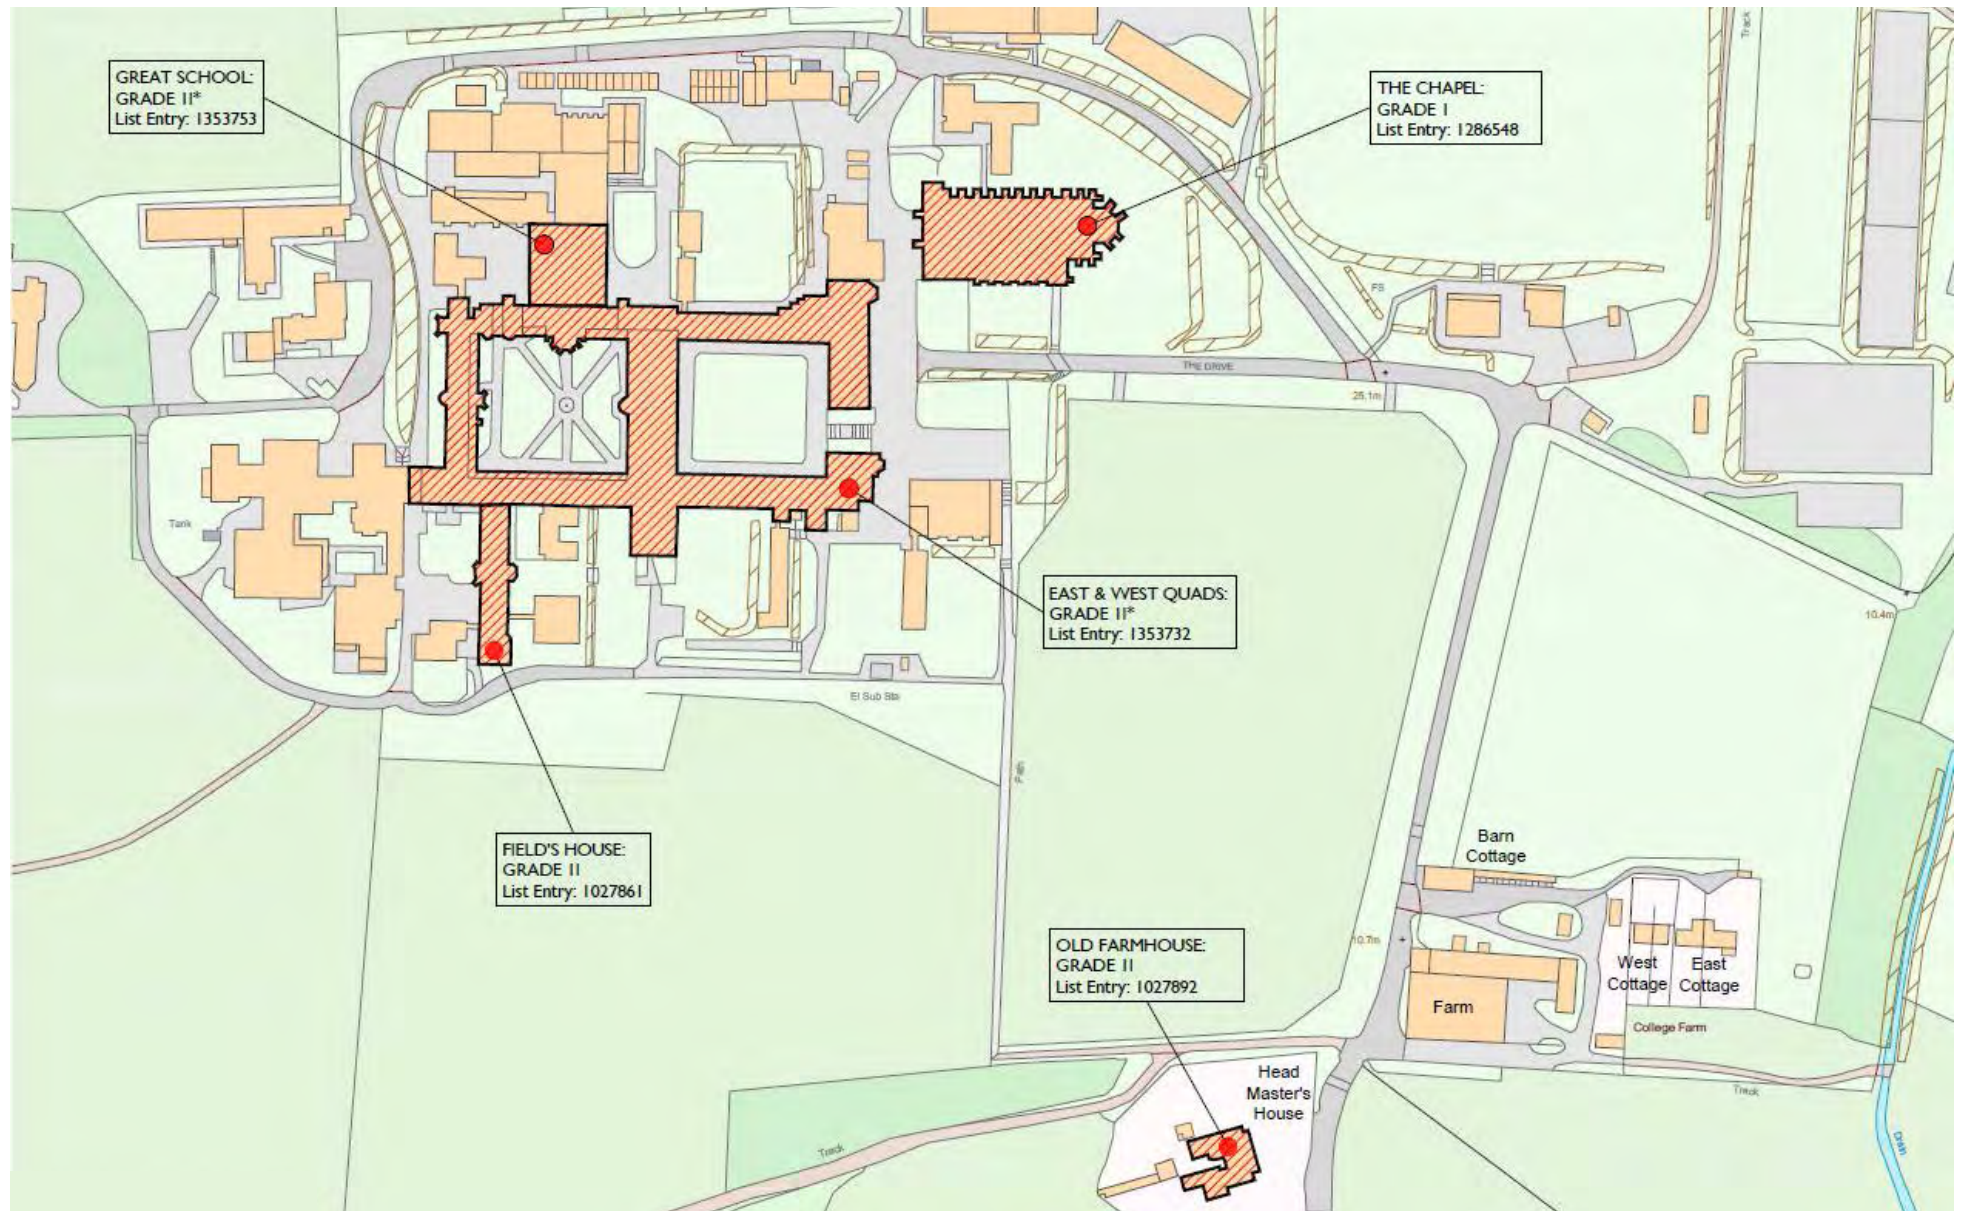 Track
GREAT SCHOOL:
GRADE II*
List Entry: 1353753
THE CHAPEL:
GRADE I
List Entry: 1286548
FS
THE DRIVE
25.1m
Tank
EAST & WEST QUADS:
GRADE II*
List Entry: 1353732
10.4m
El Sub Sta
Path
FIELD'S HOUSE:
GRADE II
List Entry: 1027861
Barn
Cottage
OLD FARMHOUSE:
GRADE II
List Entry: 1027892
10.7m
West
Cottage
East
Cottage
Farm
College Farm
Head
Master's
House
Track
Track
Drain